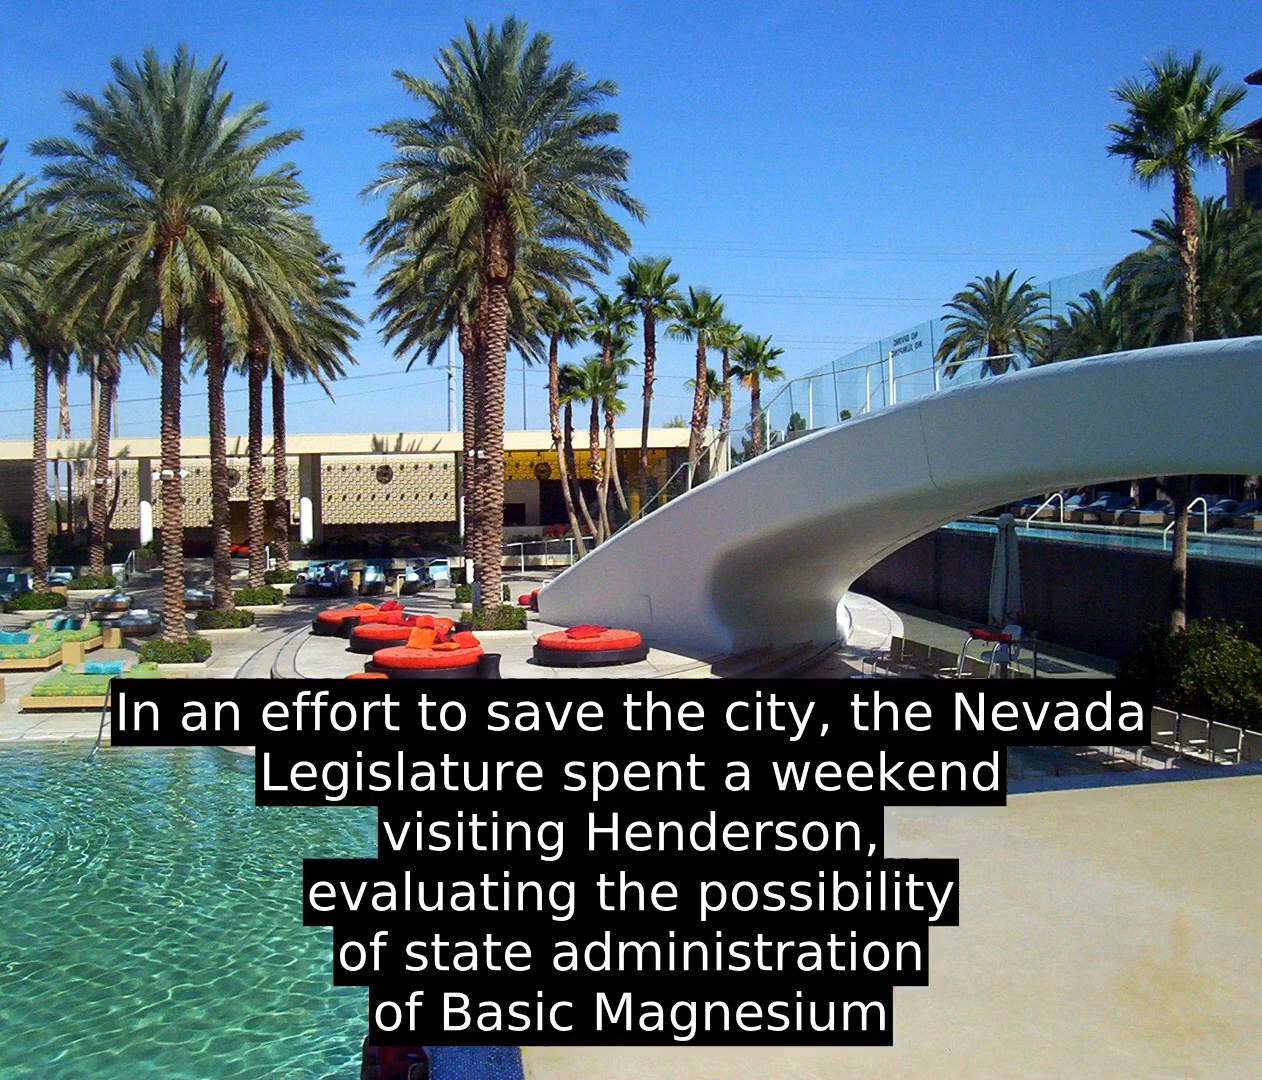 In an effort to save the city, the Nevada
Legislature spent a weekend
visiting Henderson,
evaluating the possibility
of state administration
of Basic Magnesium